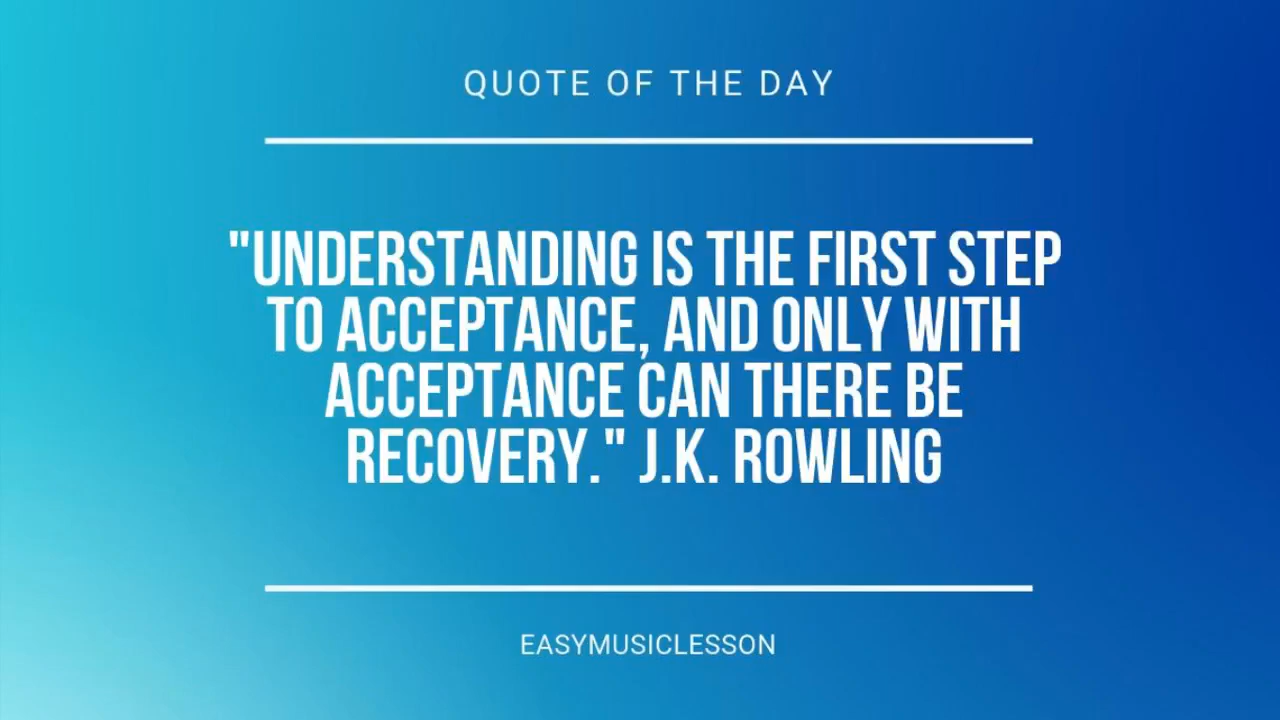 QUOTE OF THE DAY
"UNDERSTANDING IS THE FIRST STEP
TO ACCEPTANCE, AND ONLY WITH
ACCEPTANCE CAN THERE BE
RECOVERY." J.K. ROWLING
EASYMUSICLESSON